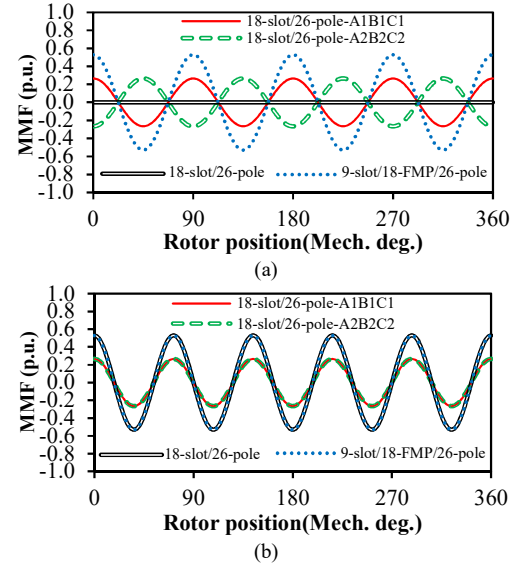 (a)
1.0
18-slot/26-pole-A1B1C1
0.8
18-slot/26-pole-A2B2C2
0.6
0.4
0.2
0.0
-0.2
-0.4
-0.6
-0.8
18-slot/26-pole
9-slot/18-FMP/26-pole
-1.0
MMF (p.u.)
0 90 180 270 360
Rotor position(Mech. deg.)
(a)
1.0
18-slot/26-pole-A1B1C1
0.8
18-slot/26-pole-A2B2C2
0.6
0.4
0.2
0.0
-0.2
-0.4
-0.6
-0.8
18-slot/26-pole
9-slot/18-FMP/26-pole
-1.0
MMF (p.u.)
0 90 180 270 360
Rotor position(Mech. deg.)
(b)